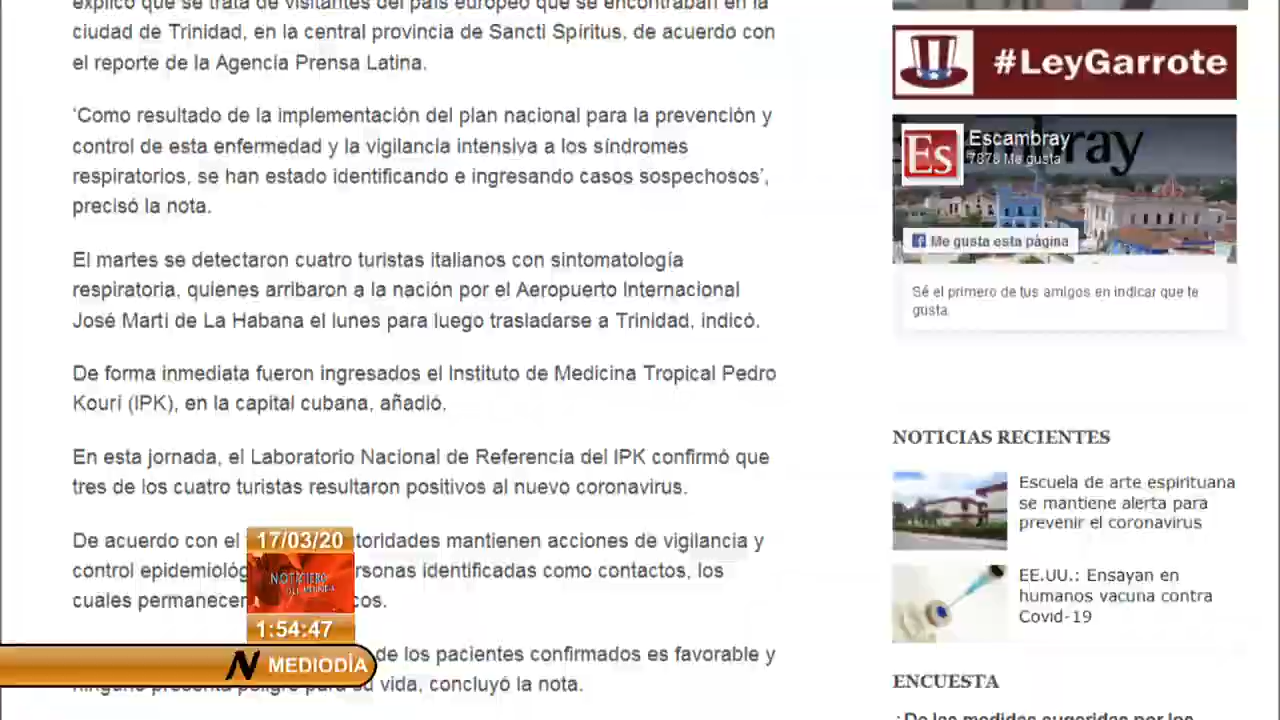 explicó que se trata de visitantes del país europeo que se encontraban en la
ciudad de Trinidad, en la central provincia de Sancti Spíritus, de acuerdo con
el reporte de la Agencia Prensa Latina.
‘Como resultado de la implementación del plan nacional para la prevención y
control de esta enfermedad y la vigilancia intensiva a los síndromes
respiratorios, se han estado identificando e ingresando casos sospechosos’,
precisó la nota.
El martes se detectaron cuatro turistas italianos con sintomatología
respiratoria, quienes arribaron a la nación por el Aeropuerto Internacional
José Martí de La Habana el lunes para luego trasladarse a Trinidad, indicó.
De forma inmediata fueron ingresados el Instituto de Medicina Tropical Pedro
Kourí (IPK), en la capital cubana, añadió.
En esta jornada, el Laboratorio Nacional de Referencia del IPK confirmó que
tres de los cuatro turistas resultaron positivos al nuevo coronavirus.
De acuerdo con el toridades mantienen acciones de vigilancia y
control epidemiológ rsonas identificadas como contactos, los
cuales permanecen cos.
de los pacientes confirmados es favorable y
su vida, concluyó la nota.
17/03/20
NOTICIERO
DEL MEDIODIA
1:54:47
N MEDIODÍA
#LeyGarrote
Escambray
Es
Escambray
7878 Me gusta
Me gusta esta página
Sé el primero de tus amigos en indicar que te
gusta.
NOTICIAS RECIENTES
Escuela de arte espirituana
se mantiene alerta para
prevenir el coronavirus
EE.UU.: Ensayan en
humanos vacuna contra
Covid-19
ENCUESTA
¿De las medidas sugeridas por los